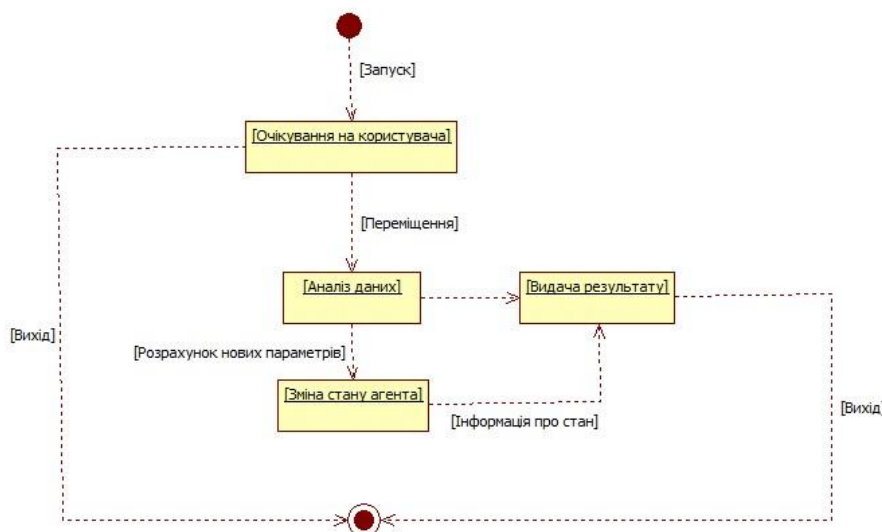 [Запуск]
[Очікування на користувача]
[Переміщення]
[Аналіз даних]
[Видача результату]
[Вихід]
[Розрахунок нових параметрів]
[Зміна стану агента]
[Інформація про стан]
[Вихід]